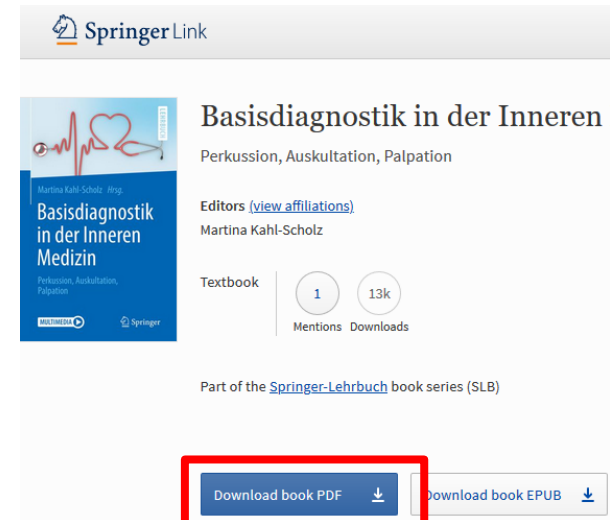 Springer Link
LEHRBUCH
Martina Kahl-Scholz Hrsg.
Basisdiagnostik
in der Inneren
Medizin
Perkussion, Auskultation,
Palpation
MULTIMEDIA
Springer
Basisdiagnostik in der Inneren
Perkussion, Auskultation, Palpation
Editors (view affiliations)
Martina Kahl-Scholz
Textbook
1
13k
Mentions Downloads
Part of the Springer-Lehrbuch book series (SLB)
Download book PDF
Download book EPUB